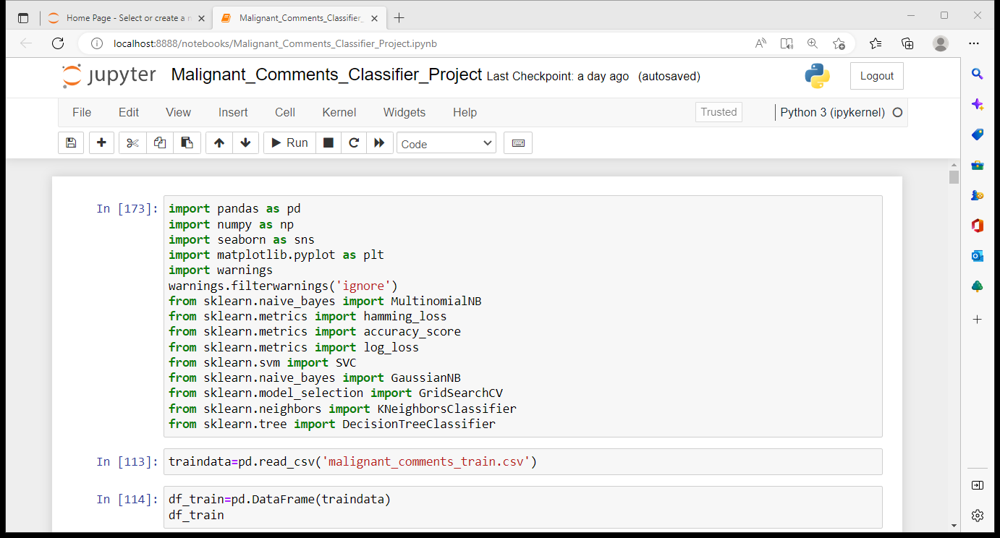 Home Page - Select or create a n
Malignant_Comments_Classifier_
localhost:8888/notebooks/Malignant_Comments_Classifier_Project.ipynb
jupyter Malignant_Comments_Classifier_Project Last Checkpoint: a day ago (autosaved)
Logout
File Edit View Insert Cell Kernel Widgets Help
Trusted
Python 3 (ipykernel)
Run
Code
In [173]:
import pandas as pd
import numpy as np
import seaborn as sns
import matplotlib.pyplot as plt
import warnings
warnings.filterwarnings('ignore')
from sklearn.naive_bayes import MultinomialNB
from sklearn.metrics import hamming_loss
from sklearn.metrics import accuracy_score
from sklearn.metrics import log_loss
from sklearn.svm import SVC
from sklearn.naive_bayes import GaussianNB
from sklearn.model_selection import GridSearchCV
from sklearn.neighbors import KNeighborsClassifier
from sklearn.tree import DecisionTreeClassifier
In [113]:
traindata=pd.read_csv('malignant_comments_train.csv')
In [114]:
df_train=pd.DataFrame(traindata)
df_train